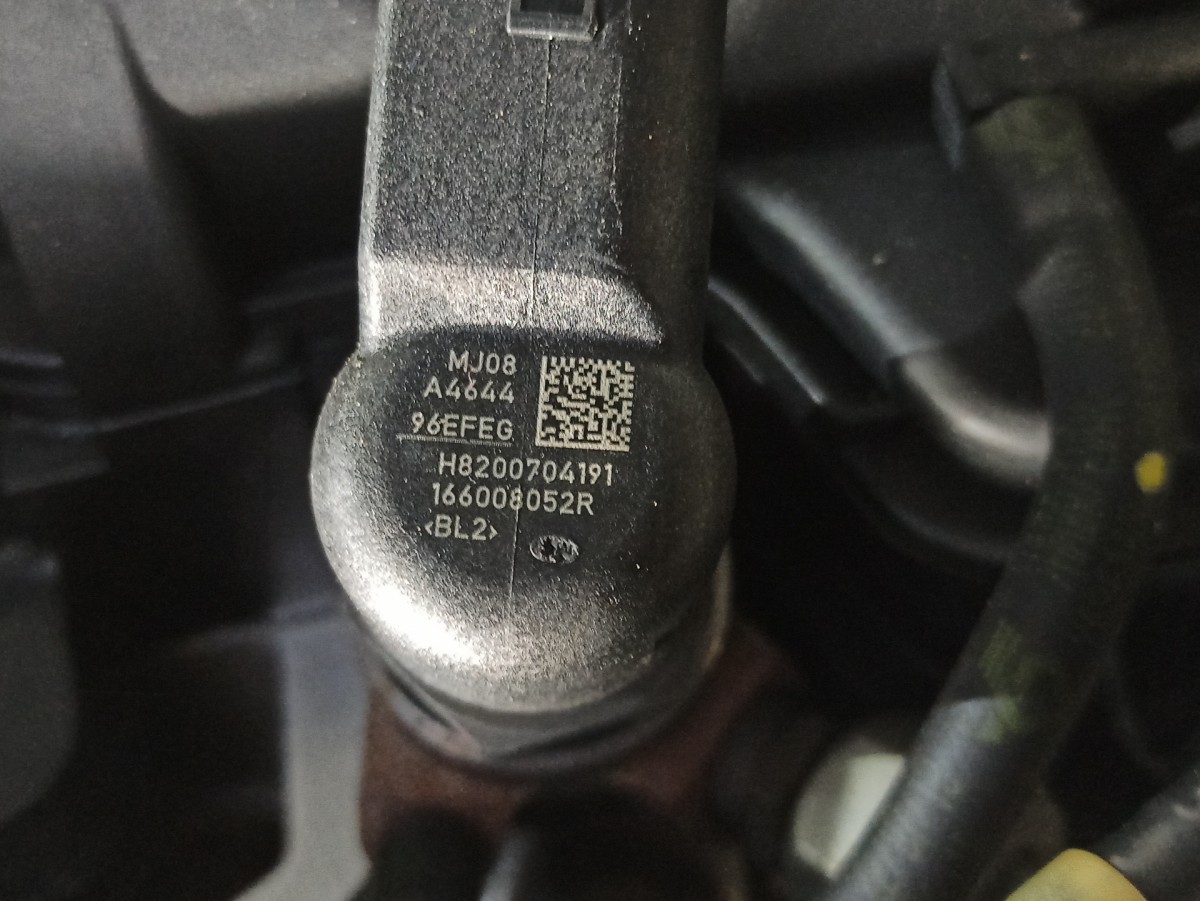 MJ08
A4644
96EFEG
H8200704191
166008052R
<BL2>